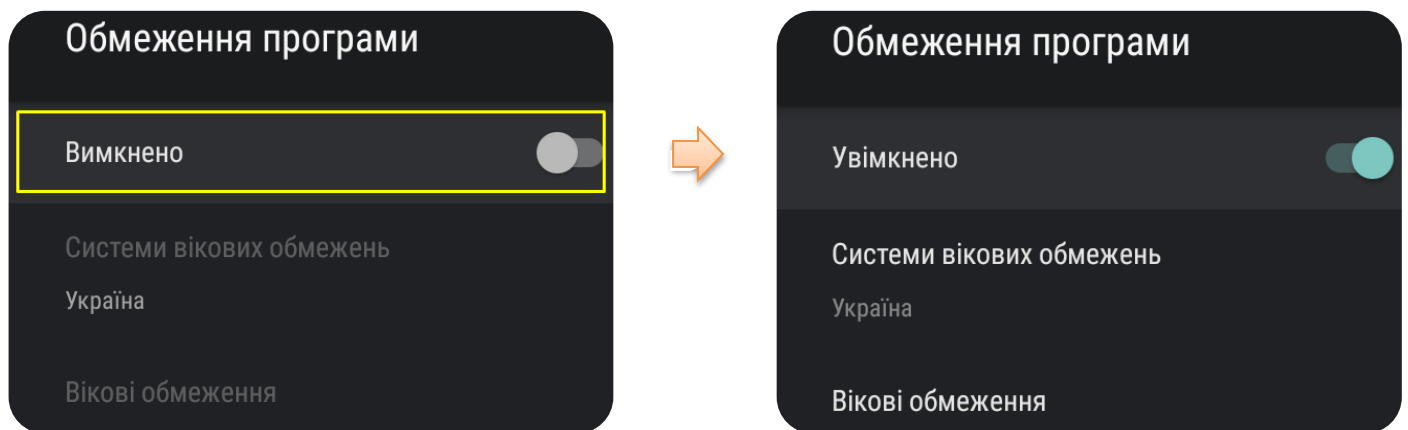 Обмеження програми
Вимкнено
Системи вікових обмежень
Україна
Вікові обмеження
Обмеження програми
Увімкнено
Системи вікових обмежень
Україна
Вікові обмеження